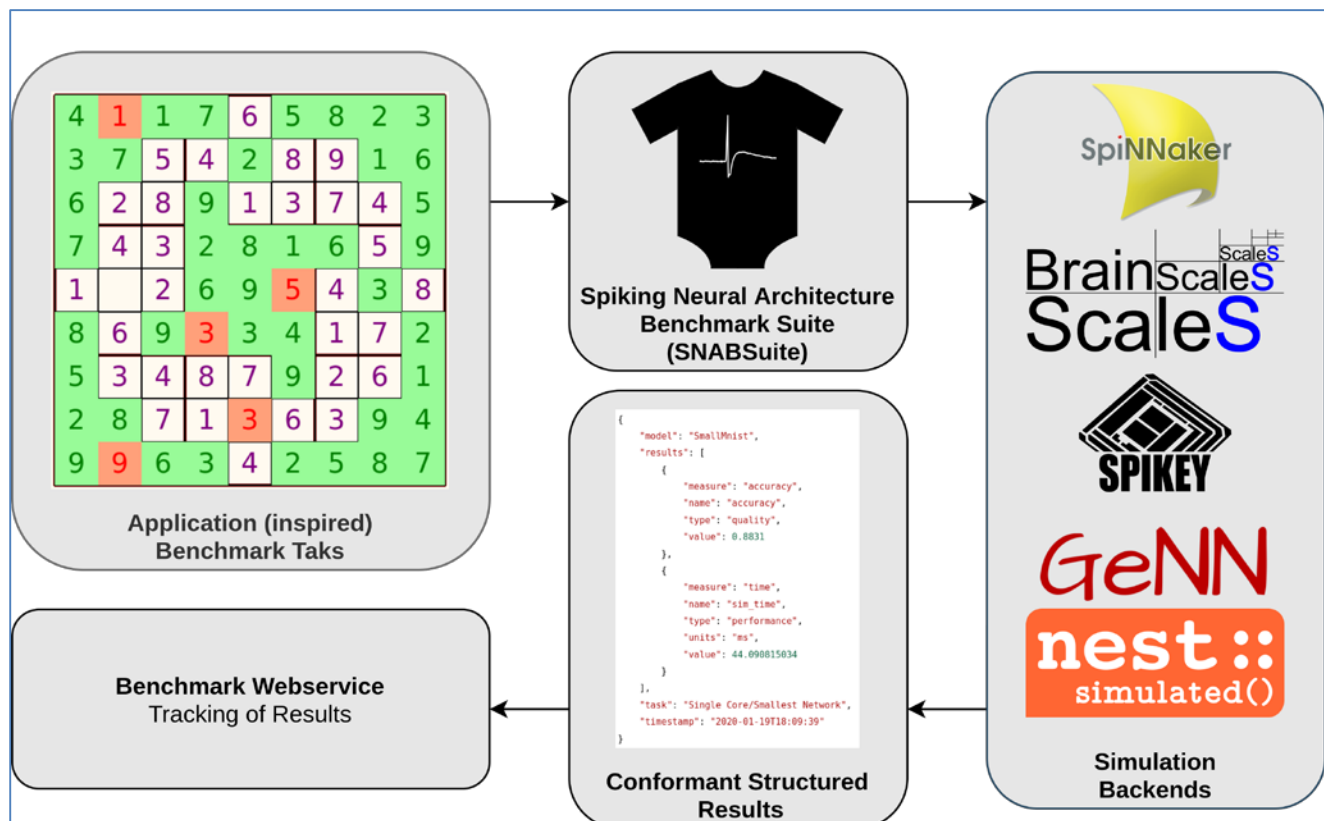 4 1 1 7 6 5 8 2 3
3 7 5 4 2 8 9 1 6
6 2 8 9 1 3 7 4 5
7 4 3 2 8 1 6 5 9
1 2 6 9 5 4 3 8
8 6 9 3 3 4 1 7 2
5 3 4 8 7 9 2 6 1
2 8 7 1 3 6 3 9 4
9 9 6 3 4 2 5 8 7
Application (inspired)
Benchmark Taks
Spiking Neural Architecture
Benchmark Suite
(SNABSuite)
SpiNNaker
BrainScaleS
ScaleS
ScaleS
SPIKEY
GeNN
nest::
simulated()
Simulation
Backends
{
"model": "SmallMnist",
"results": [
{
"measure": "accuracy",
"name": "accuracy",
"type": "quality",
"value": 0.8831
},
{
"measure": "time",
"name": "sim_time",
"type": "performance",
"units": "ms",
"value": 44.090815034
}
],
"task": "Single Core/Smallest Network",
"timestamp": "2020-01-19T18:09:39"
}
Conformant Structured
Results
Benchmark Webservice
Tracking of Results